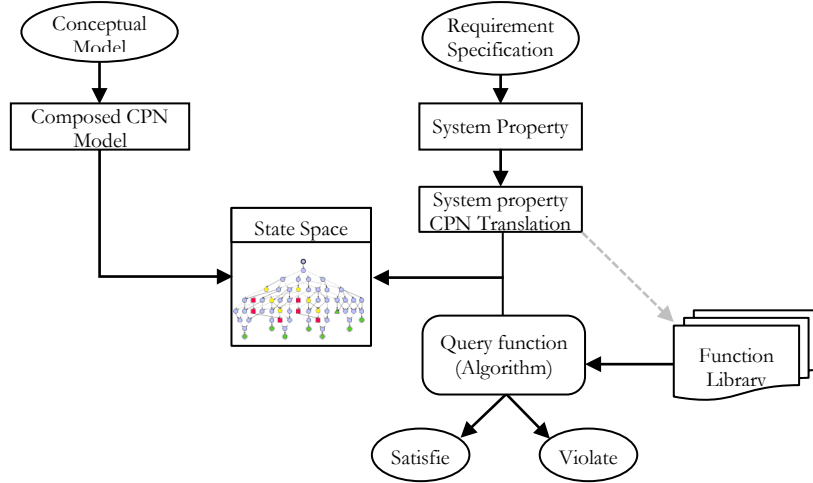 Conceptual
Model
Requirement
Specification
Composed CPN
Model
System Property
System property
CPN Translation
State Space
Query function
(Algorithm)
Function
Library
Satisfie
Violate